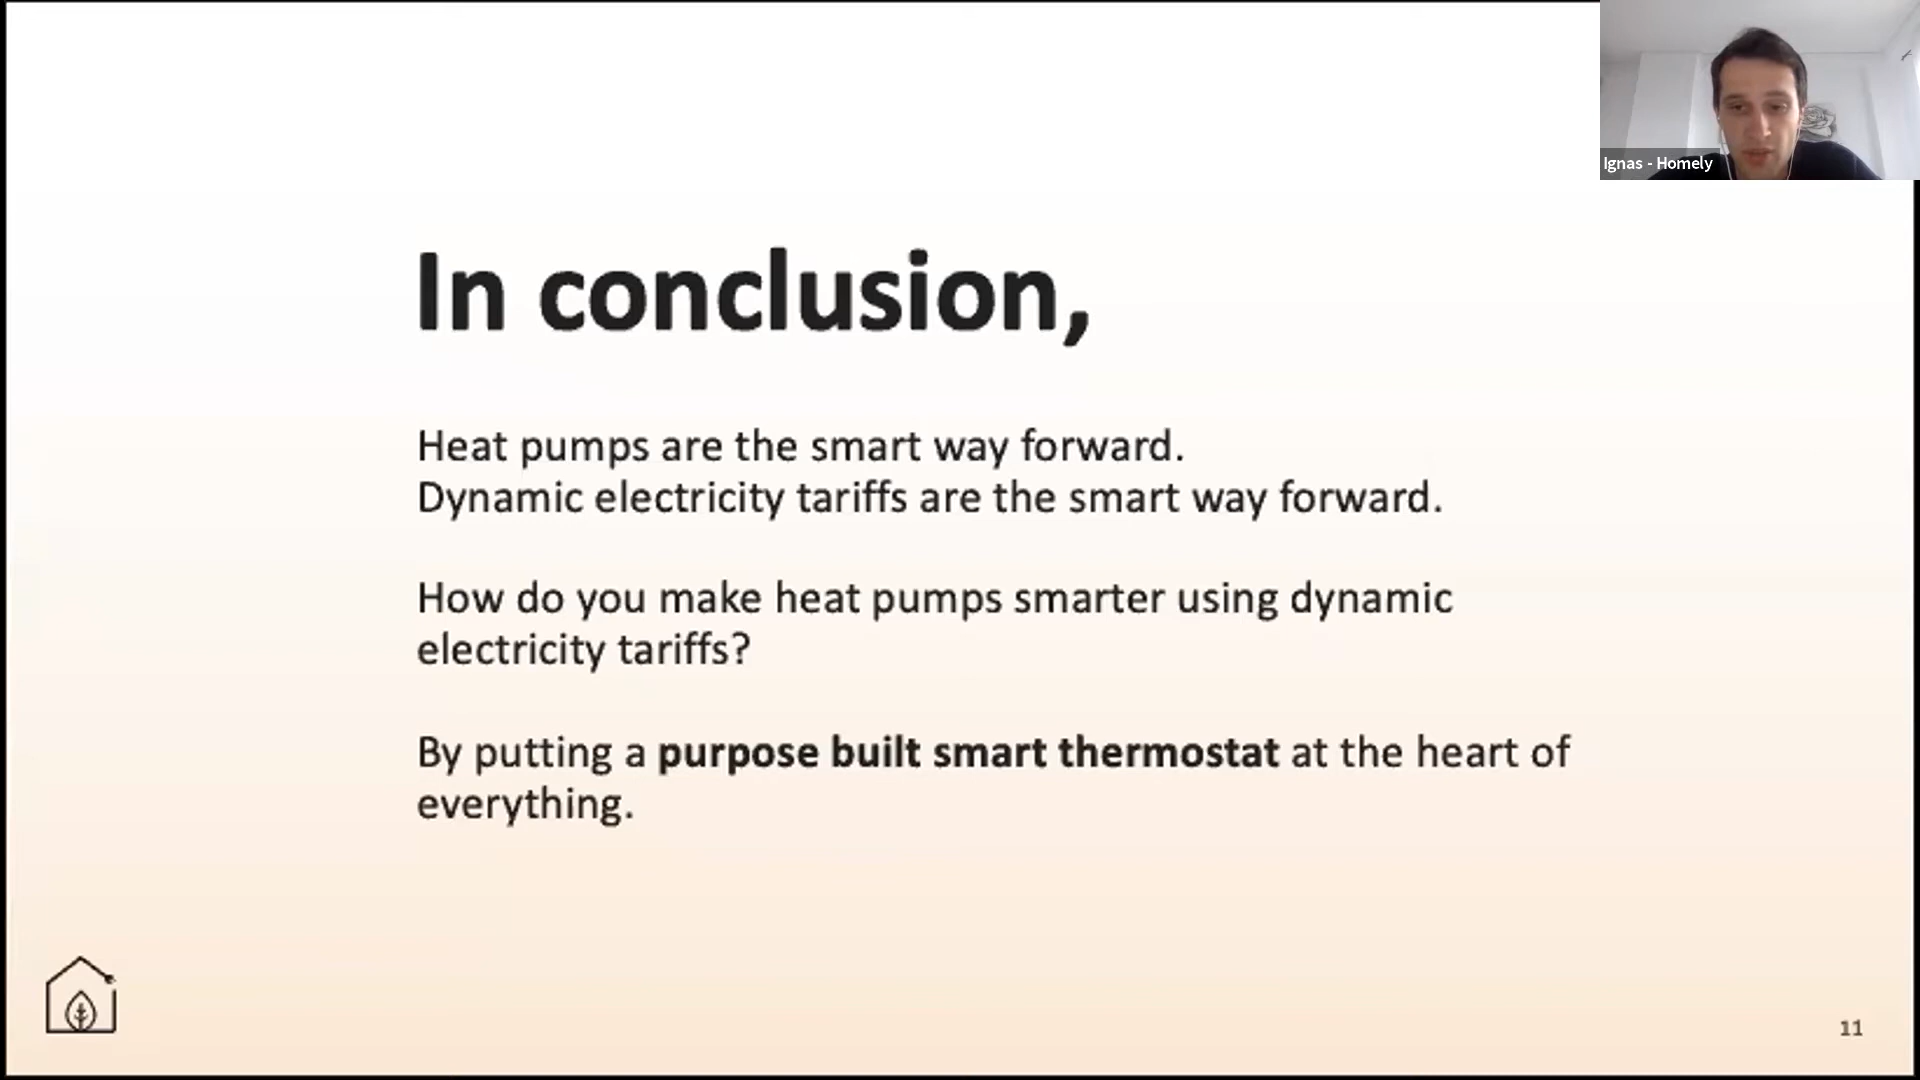 Ignas - Homely
In conclusion,
Heat pumps are the smart way forward.
Dynamic electricity tariffs are the smart way forward.
How do you make heat pumps smarter using dynamic
electricity tariffs?
By putting a purpose built smart thermostat at the heart of
everything.
11